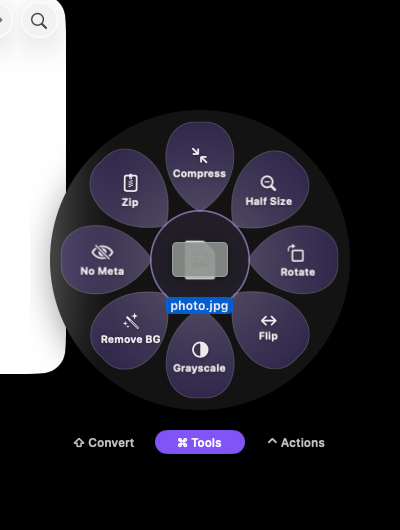 Compress
Zip
Half Size
No Meta
Rotate
photo.jpg
Remove BG
Flip
Grayscale
⇧ Convert
⌘ Tools
⌃ Actions